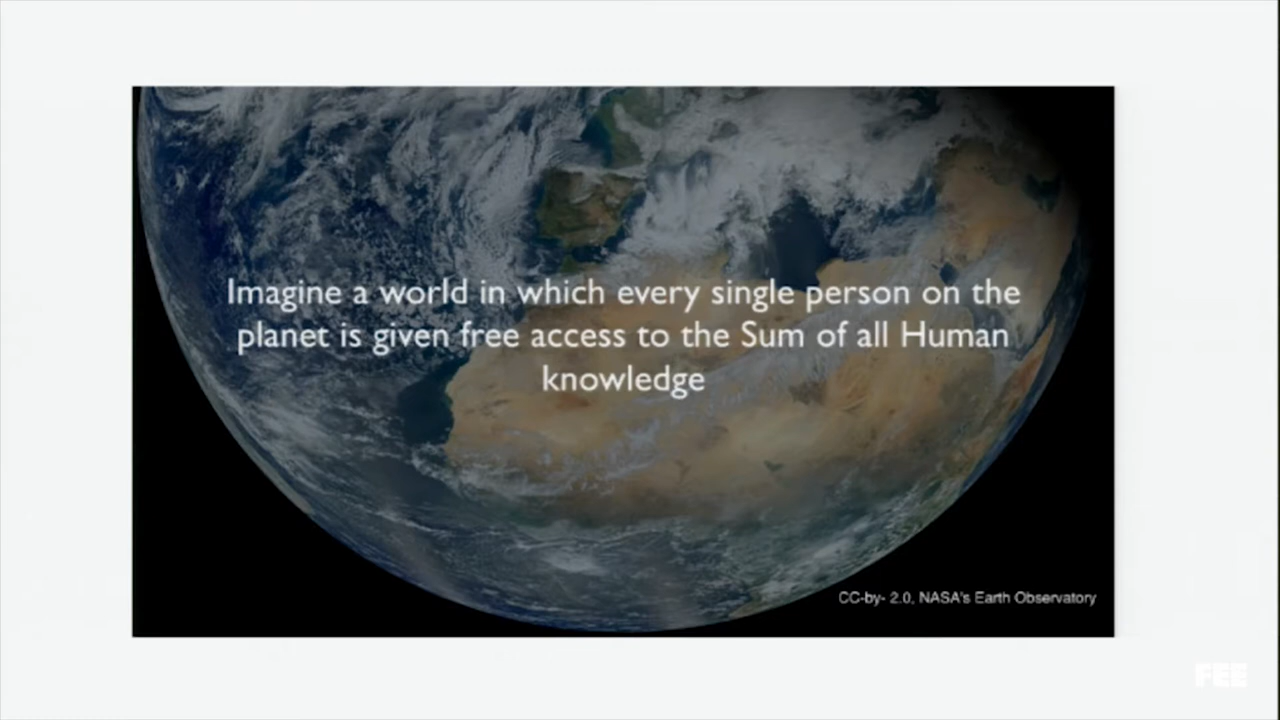 Imagine a world in which every single person on the
planet is given free access to the Sum of all Human
knowledge
CC-by- 2.0, NASA's Earth Observatory
FEE